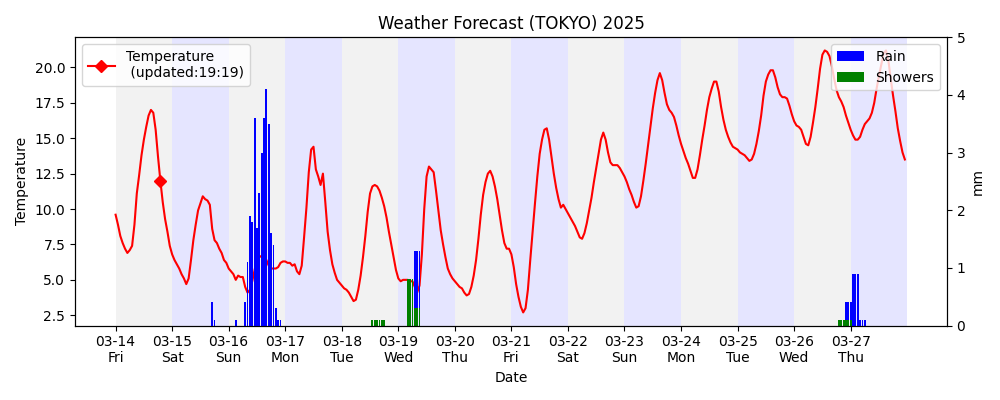 Weather Forecast (TOKYO) 2025
Temperature
(updated:19:19)
Rain
Showers
Temperature
20.0
17.5
15.0
12.5
10.0
7.5
5.0
2.5
5
4
3
2
1
0
mm
03-14 03-15 03-16 03-17 03-18 03-19 03-20 03-21 03-22 03-23 03-24 03-25 03-26 03-27
Fri Sat Sun Mon Tue Wed Thu Fri Sat Sun Mon Tue Wed Thu
Date